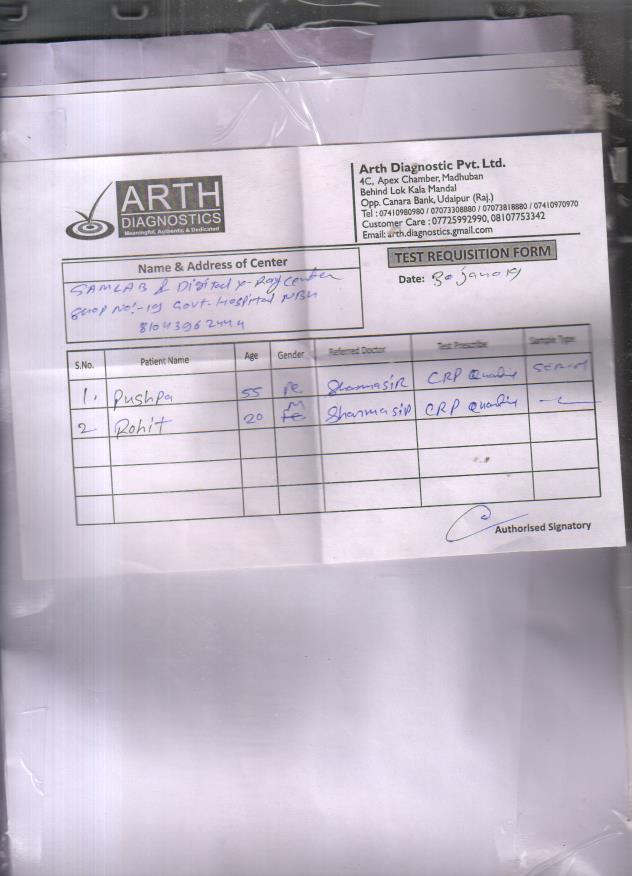 ARTH
DIAGNOSTICS
Meaningful, Authentic & Dedicated
Arth Diagnostic Pvt. Ltd.
4C, Apex Chamber, Madhuban
Behind Lok Kala Mandal
Opp. Canara Bank, Udaipur (Raj.)
Tel : 07410980980 / 07073308880 / 07073818880 / 07410970970
Customer Care : 07725992990, 08107753342
Email: arth.diagnostics.gmail.com
TEST REQUISITION FORM
Date:
Name & Address of Center
SAMLAB & Digital X-Ray Center
Shop No:-19 Govt-Hospital NBH
S.No. Patient Name Age Gender Referred Doctor Test Prescribe Sample Type
1. Pushpa 55 Fe Sharma sir CRP SERUM
2 Rohit 20 M Sharma sir CRP
Authorised Signatory